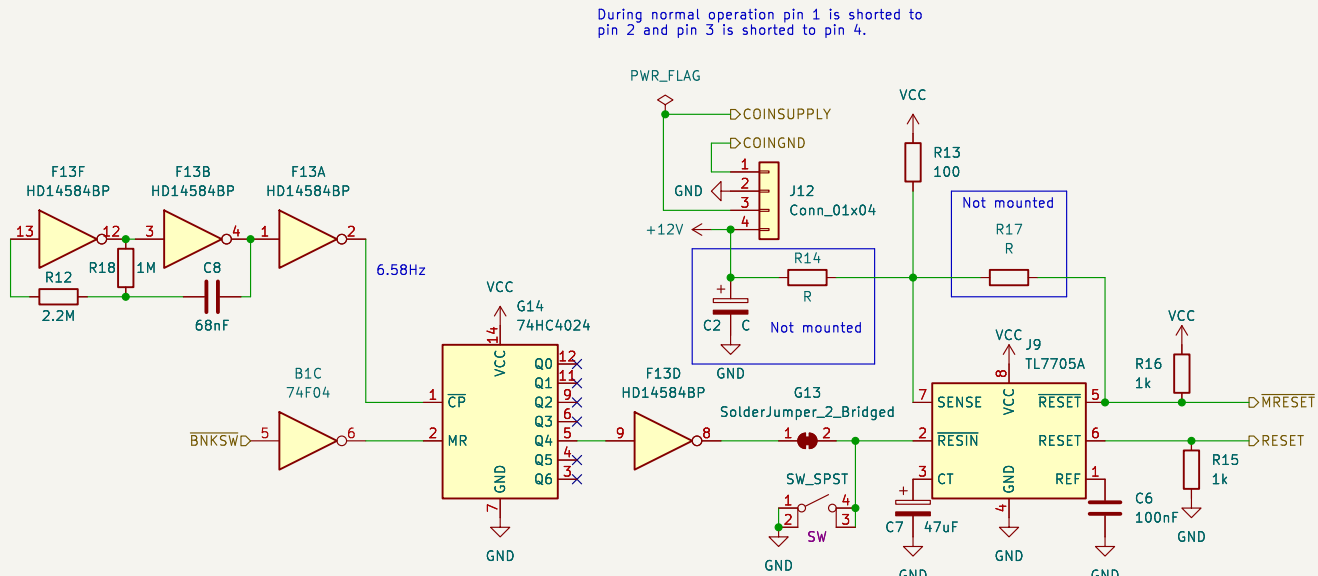 During normal operation pin 1 is shorted to
pin 2 and pin 3 is shorted to pin 4.
PWR_FLAG
COINSUPPLY
COINGND
1
GND
2
J12
3
Conn_01x04
+12V
4
VCC
R13
100
Not mounted
R17
R
R14
R
+
C2
C
Not mounted
GND
F13F
HD14584BP
13
12
F13B
HD14584BP
3
4
F13A
HD14584BP
1
2
R18
1M
R12
2.2M
C8
68nF
6.58Hz
VCC
G14
74HC4024
14
VCC
1
CP
2
MR
Q0
12
Q1
11
Q2
9
Q3
6
Q4
5
Q5
4
Q6
3
GND
7
GND
B1C
74F04
BNKSW
5
6
F13D
HD14584BP
9
8
G13
SolderJumper_2_Bridged
1
2
SW_SPST
1
4
2
3
SW
GND
VCC
J9
TL7705A
8
VCC
7
SENSE
RESET
5
2
RESIN
RESET
6
3
CT
GND
REF
1
4
+
C7
47uF
GND
GND
C6
100nF
GND
VCC
R16
1k
MRESET
RESET
R15
1k
GND